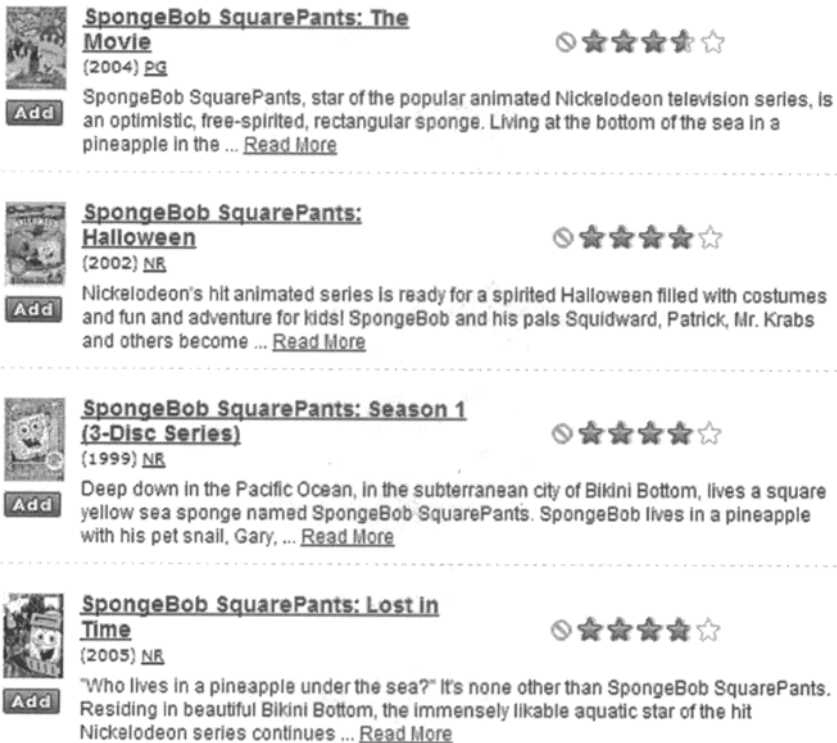 SpongeBob SquarePants: The
Movie
(2004) PG
Add
SpongeBob SquarePants, star of the popular animated Nickelodeon television series, is
an optimistic, free-spirited, rectangular sponge. Living at the bottom of the sea in a
pineapple in the ... Read More
SpongeBob SquarePants:
Halloween
(2002) NR
Add
Nickelodeon's hit animated series is ready for a spirited Halloween filled with costumes
and fun and adventure for kids! SpongeBob and his pals Squidward, Patrick, Mr. Krabs
and others become ... Read More
SpongeBob SquarePants: Season 1
(3-Disc Series)
(1999) NR
Add
Deep down in the Pacific Ocean, in the subterranean city of Bikini Bottom, lives a square
yellow sea sponge named SpongeBob SquarePants. SpongeBob lives in a pineapple
with his pet snail, Gary, ... Read More
SpongeBob SquarePants: Lost in
Time
(2005) NR
Add
"Who lives in a pineapple under the sea?" It's none other than SpongeBob SquarePants.
Residing in beautiful Bikini Bottom, the immensely likable aquatic star of the hit
Nickelodeon series continues ... Read More